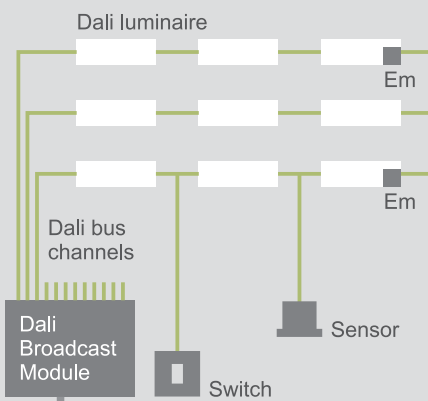 Dali luminaire
Em
Em
Dali bus
channels
Dali
Broadcast
Module
Sensor
Switch